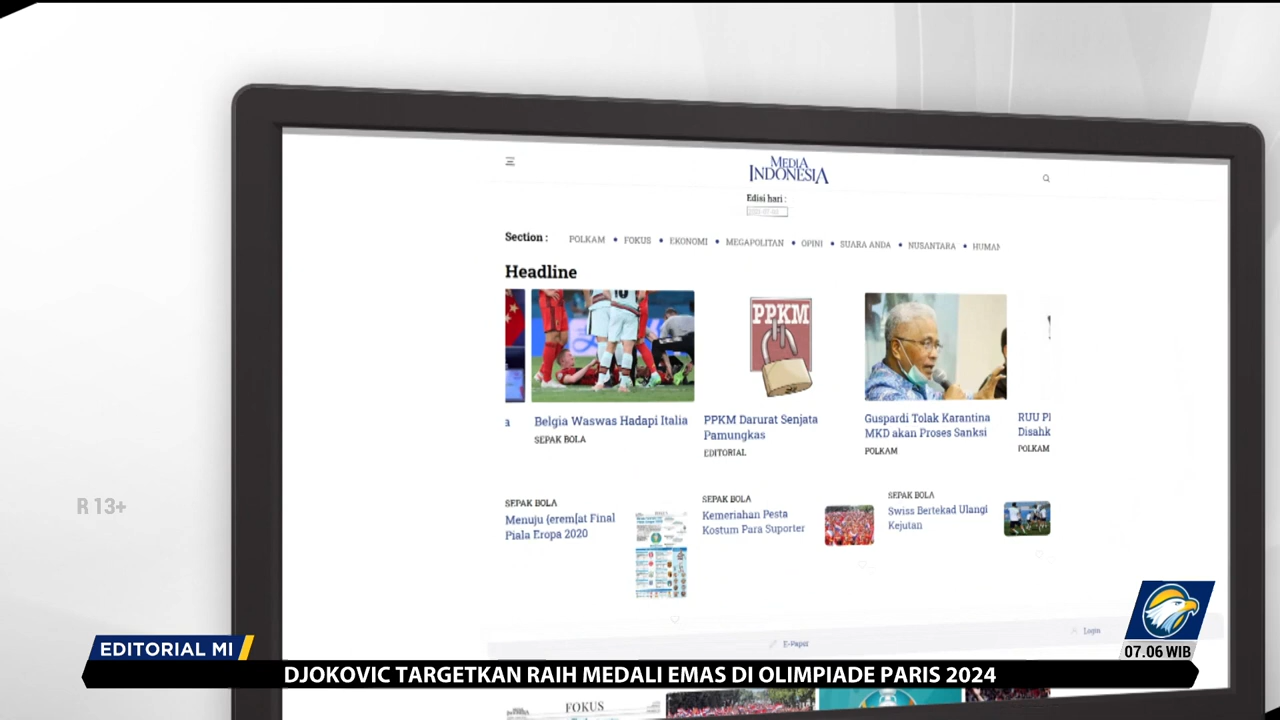 MEDIA
INDONESIA
Edisi hari :
Section :
POLKAM • FOKUS • EKONOMI • MEGAPOLITAN • OPINI • SUARA ANDA • NUSANTARA • HUMAN
Headline
10
PPKM
a
Belgia Waswas Hadapi Italia
SEPAK BOLA
PPKM Darurat Senjata
Pamungkas
EDITORIAL
Guspardi Tolak Karantina
MKD akan Proses Sanksi
POLKAM
RUU P
Disahk
POLKAM
SEPAK BOLA
Menuju {erem[at Final
Piala Eropa 2020
SEPAK BOLA
Kemeriahan Pesta
Kostum Para Suporter
SEPAK BOLA
Swiss Bertekad Ulangi
Kejutan
R 13+
E-Paper
Login
EDITORIAL MI
07.06 WIB
DJOKOVIC TARGETKAN RAIH MEDALI EMAS DI OLIMPIADE PARIS 2024
FOKUS